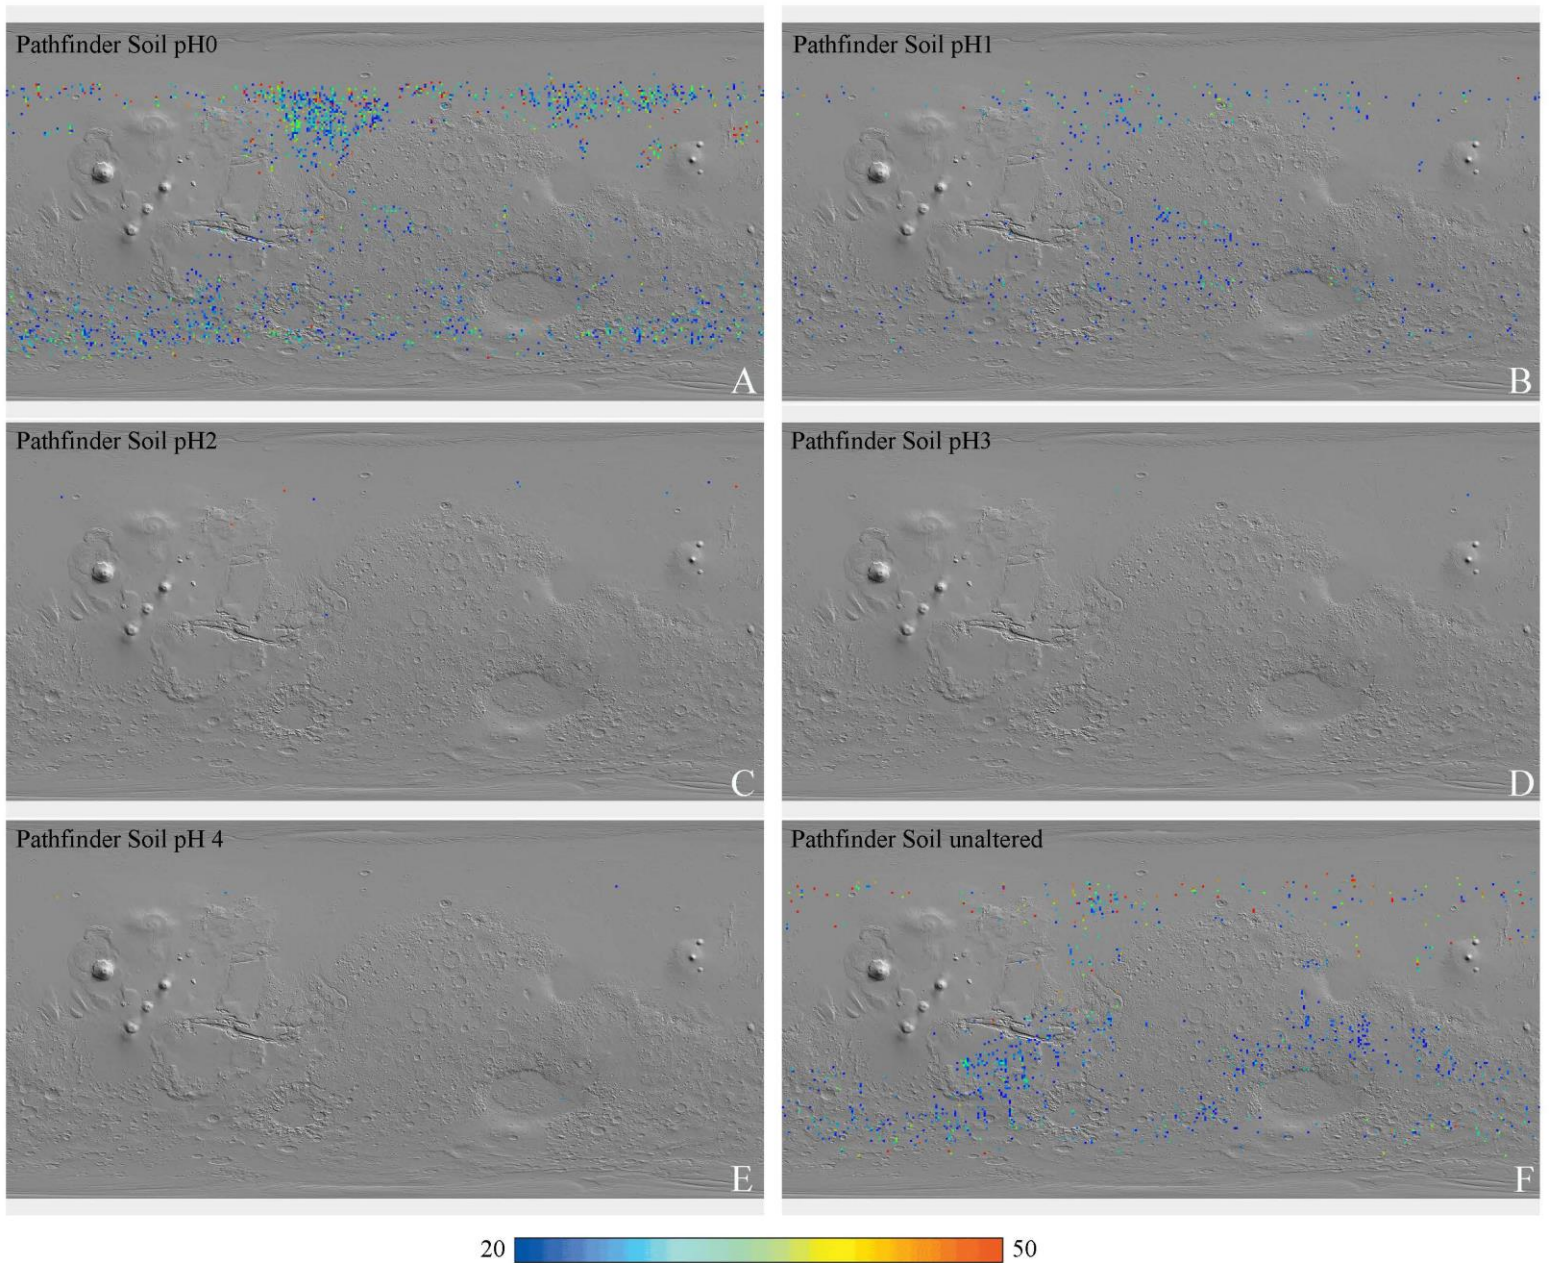 Pathfinder Soil pH0
A
Pathfinder Soil pH1
B
Pathfinder Soil pH2
C
Pathfinder Soil pH3
D
Pathfinder Soil pH 4
E
Pathfinder Soil unaltered
F
20
50